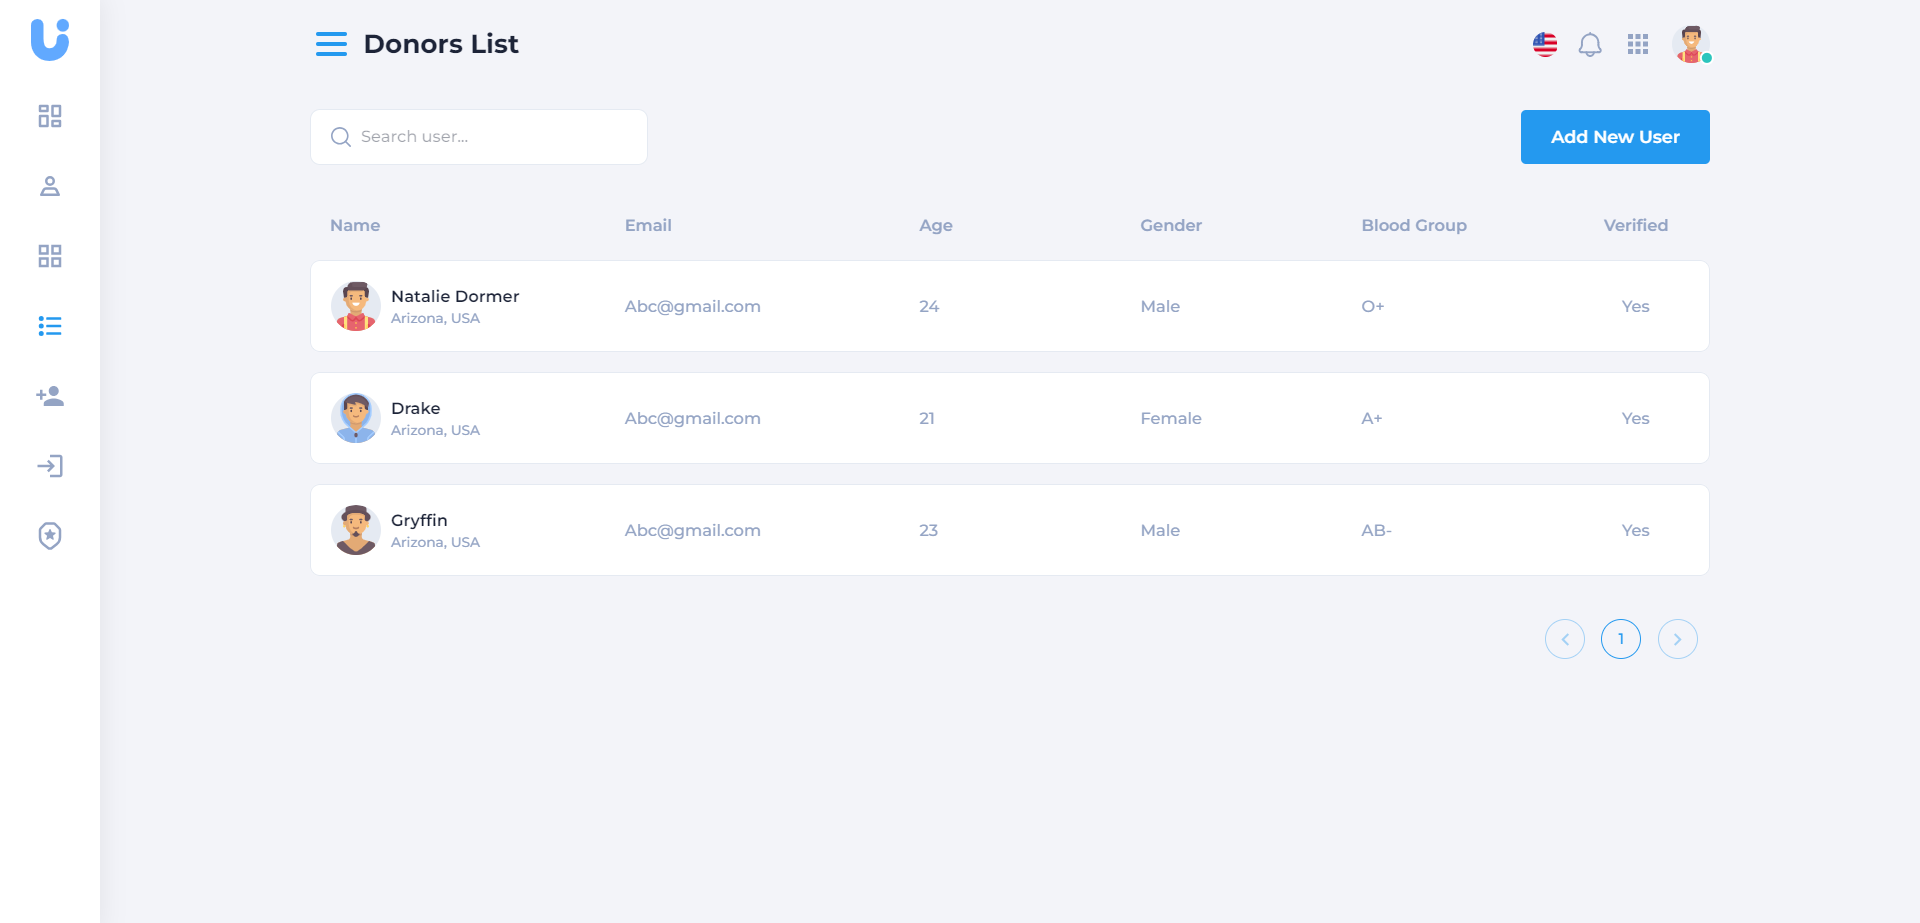 Donors List
Search user...
Add New User
Name Email Age Gender Blood Group Verified
Natalie Dormer
Arizona, USA
Abc@gmail.com 24 Male O+ Yes
Drake
Arizona, USA
Abc@gmail.com 21 Female A+ Yes
Gryffin
Arizona, USA
Abc@gmail.com 23 Male AB- Yes
1